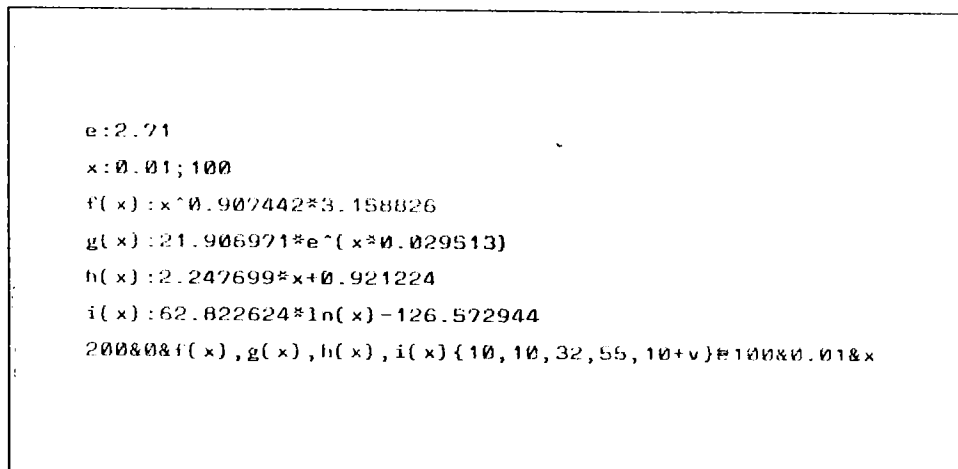 e:2.71
x:0.01;100
f(x):x^0.907442*3.158826
g(x):21.906971*e^(x*0.029513)
h(x):2.247699*x+0.921224
i(x):62.822624*ln(x)-126.572944
200&0&f(x),g(x),h(x),i(x){10,10,32,55,10+v}#100&0.01&x